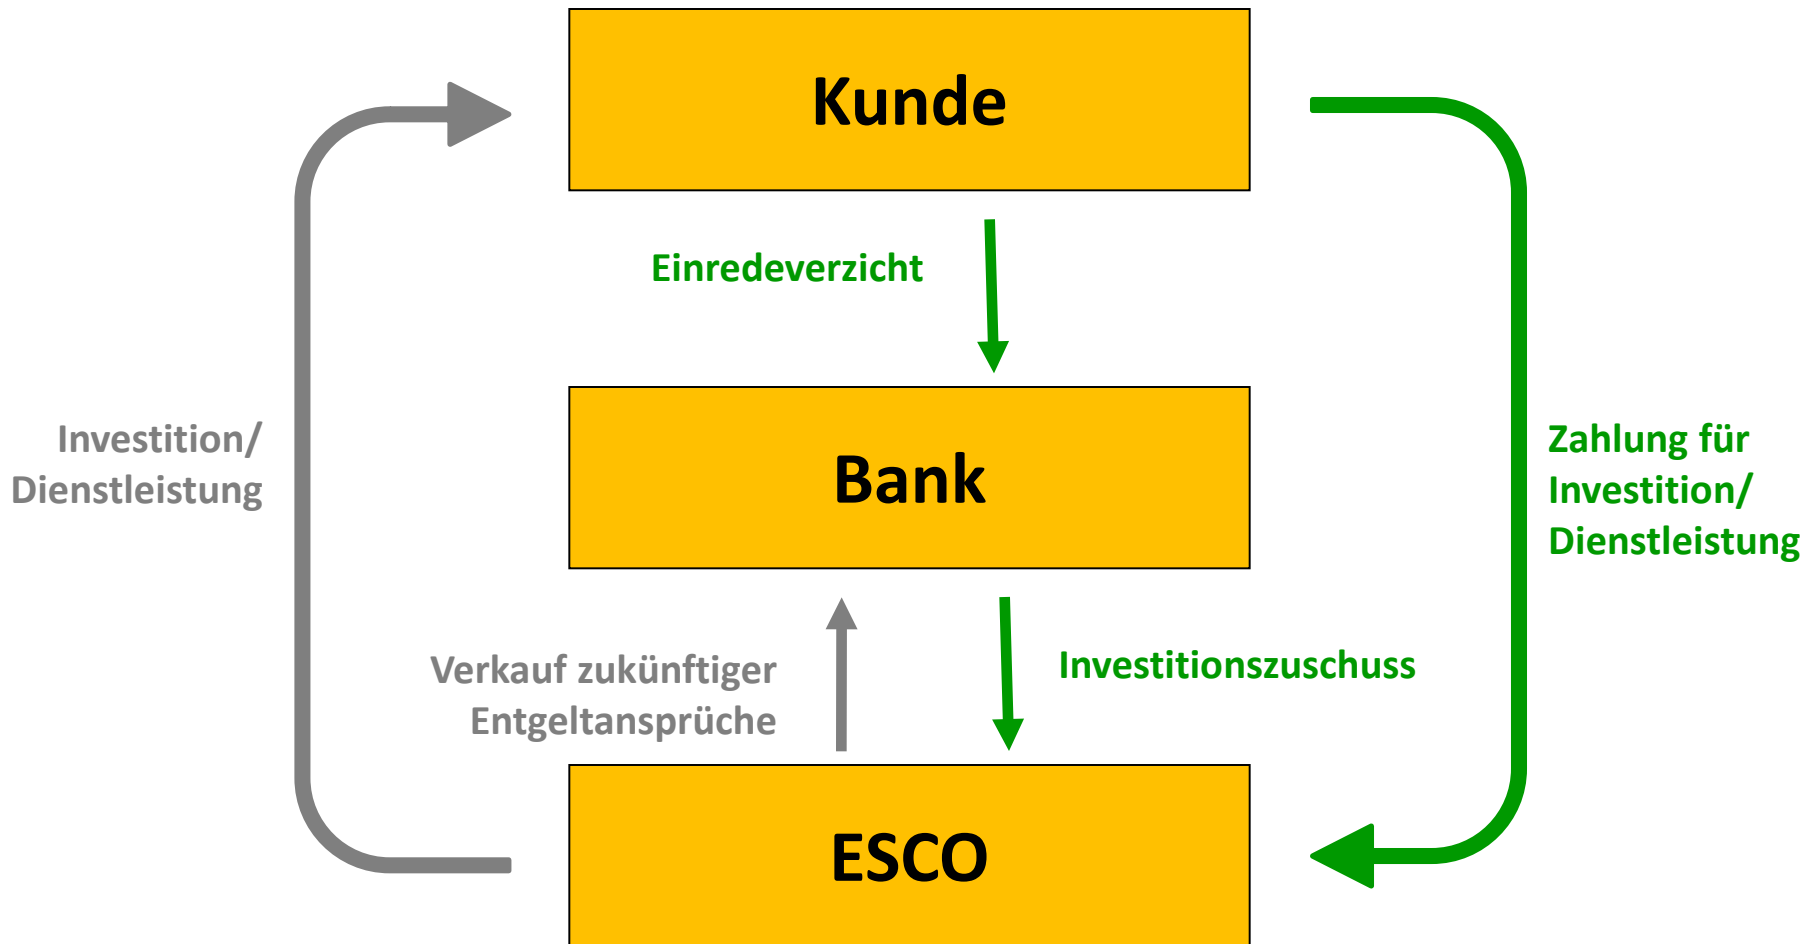 Kunde
Einredeverzicht
Investition/
Dienstleistung
Bank
Zahlung für
Investition/
Dienstleistung
Verkauf zukünftiger
Entgeltansprüche
Investitionszuschuss
ESCO